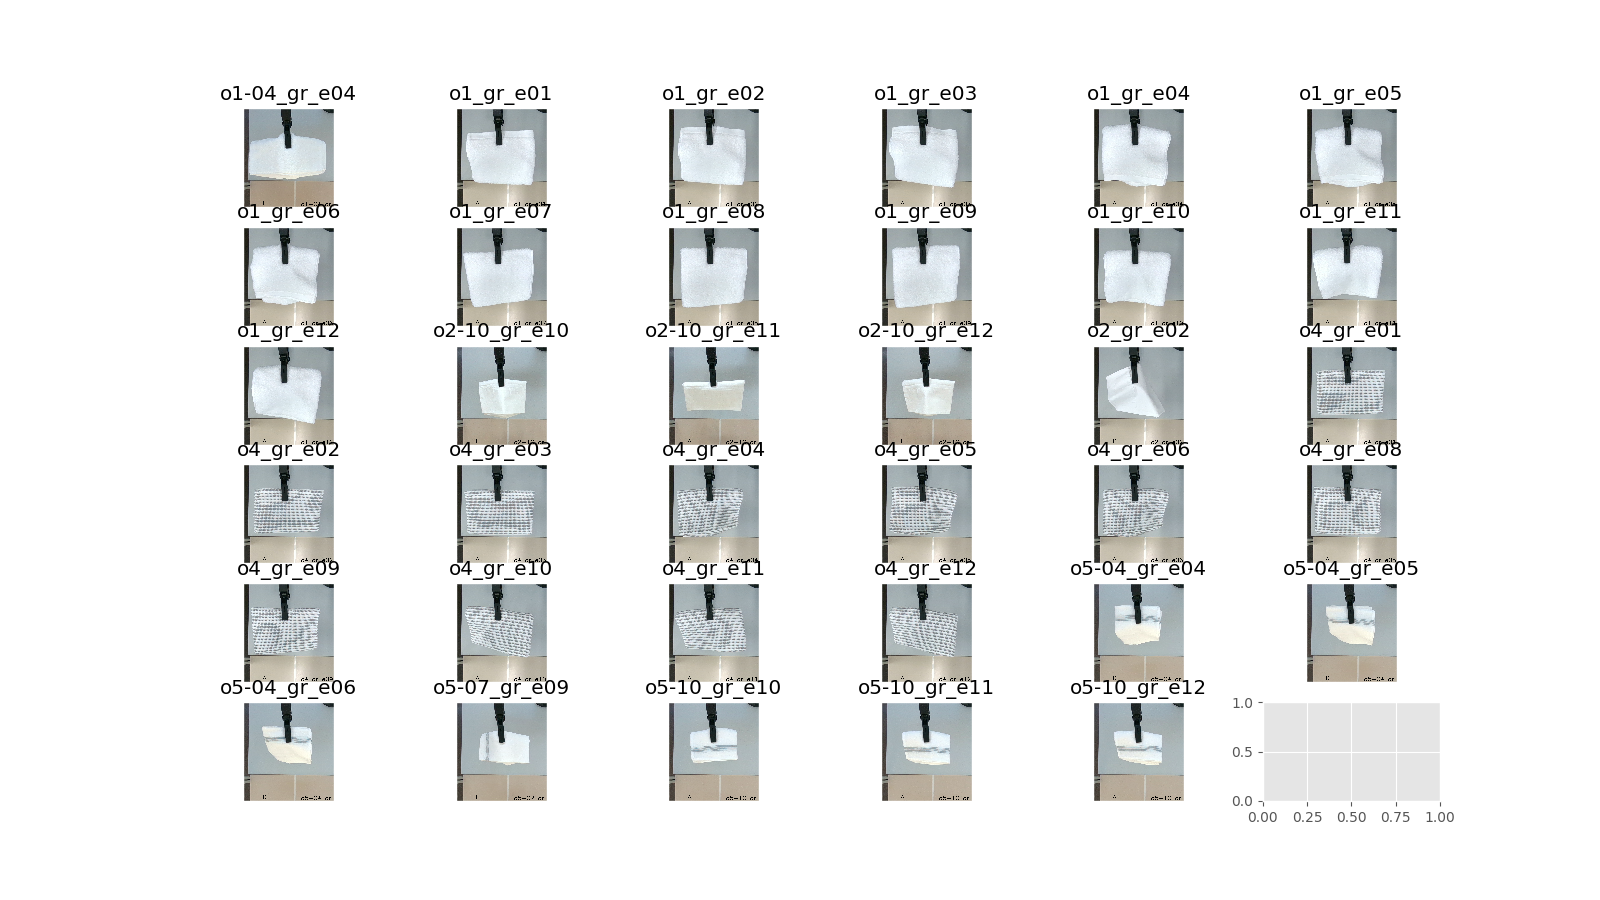 o1-04_gr_e04 o1_gr_e01 o1_gr_e02 o1_gr_e03 o1_gr_e04 o1_gr_e05
o1_gr_e06 o1_gr_e07 o1_gr_e08 o1_gr_e09 o1_gr_e10 o1_gr_e11
o1_gr_e12 o2-10_gr_e10 o2-10_gr_e11 o2-10_gr_e12 o2_gr_e02 o4_gr_e01
o4_gr_e02 o4_gr_e03 o4_gr_e04 o4_gr_e05 o4_gr_e06 o4_gr_e08
o4_gr_e09 o4_gr_e10 o4_gr_e11 o4_gr_e12 o5-04_gr_e04 o5-04_gr_e05
o5-04_gr_e06 o5-07_gr_e09 o5-10_gr_e10 o5-10_gr_e11 o5-10_gr_e12
1.0
0.5
0.0
0.00 0.25 0.50 0.75 1.00